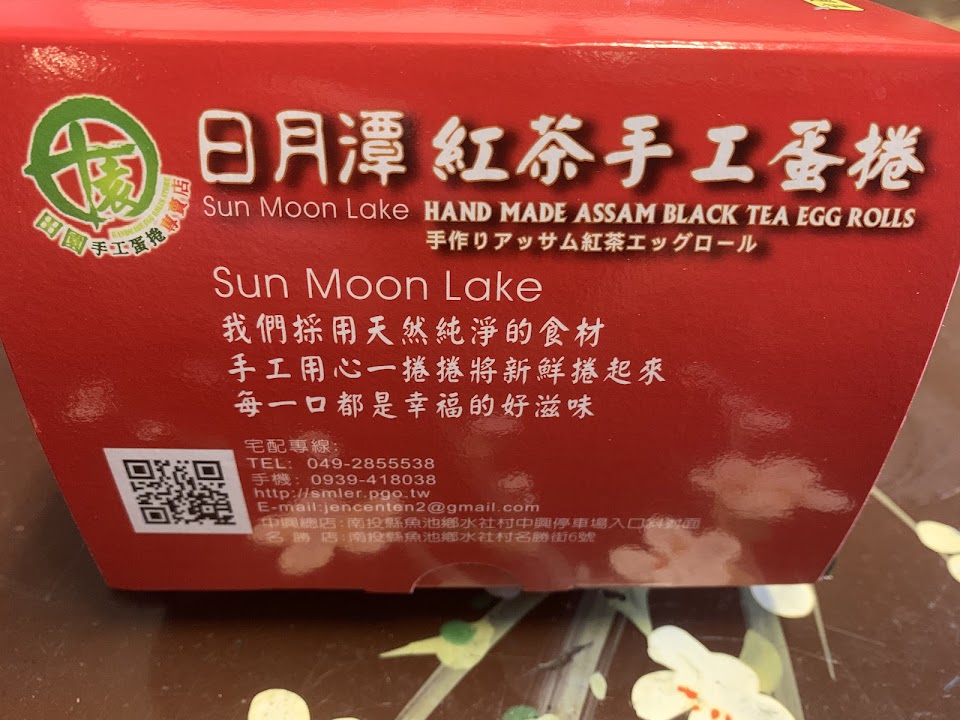 日月潭 紅茶手工蛋捲
Sun Moon Lake HAND MADE ASSAM BLACK TEA EGG ROLLS
手作りアッサム紅茶エッグロール
園
田園手工蛋捲專賣店
Sun Moon Lake
我們採用天然純淨的食材
手工用心一捲捲將新鮮捲起來
每一口都是幸福的好滋味
宅配專線:
TEL: 049-2855538
手機: 0939-418038
http://smler.pgo.tw
E-mail:jencenten2@gmail.com
中興總店:南投縣魚池鄉水社村中興停車場入口斜對面
名勝店:南投縣魚池鄉水社村名勝街6號